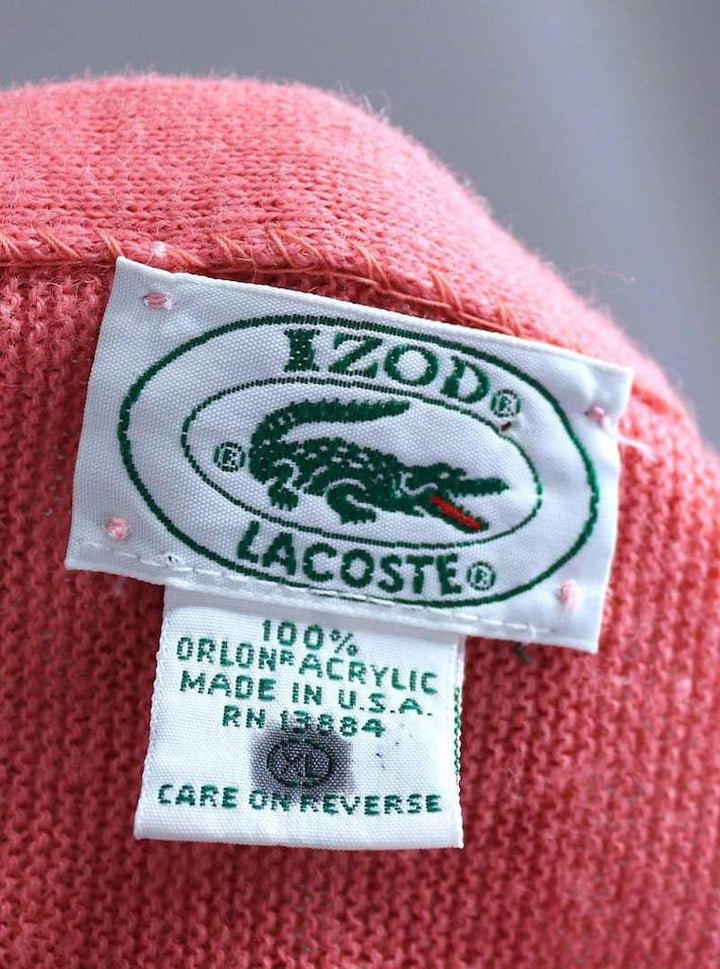 IZOD®
®
LACOSTE®
100%
ORLON® ACRYLIC
MADE IN U.S.A.
RN 13884
XL
CARE ON REVERSE